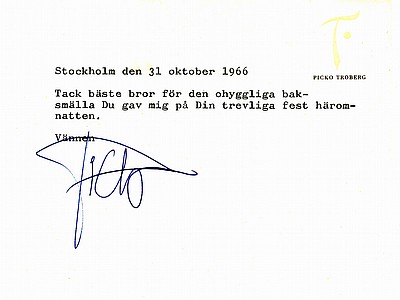 T.
PICKO TROBERG
Stockholm den 31 oktober 1966
Tack bäste bror för den ohyggliga bak-
smälla Du gav mig på Din trevliga fest härom-
natten.
Vännen
Picko